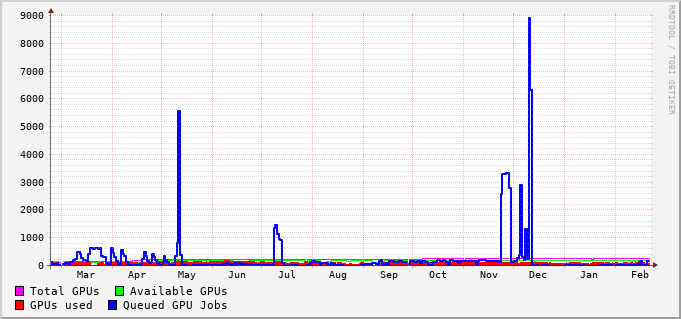 RRDTOOL / TOBI OETIKER
9000
8000
7000
6000
5000
4000
3000
2000
1000
0
Mar Apr May Jun Jul Aug Sep Oct Nov Dec Jan Feb
Total GPUs Available GPUs
GPUs used Queued GPU Jobs